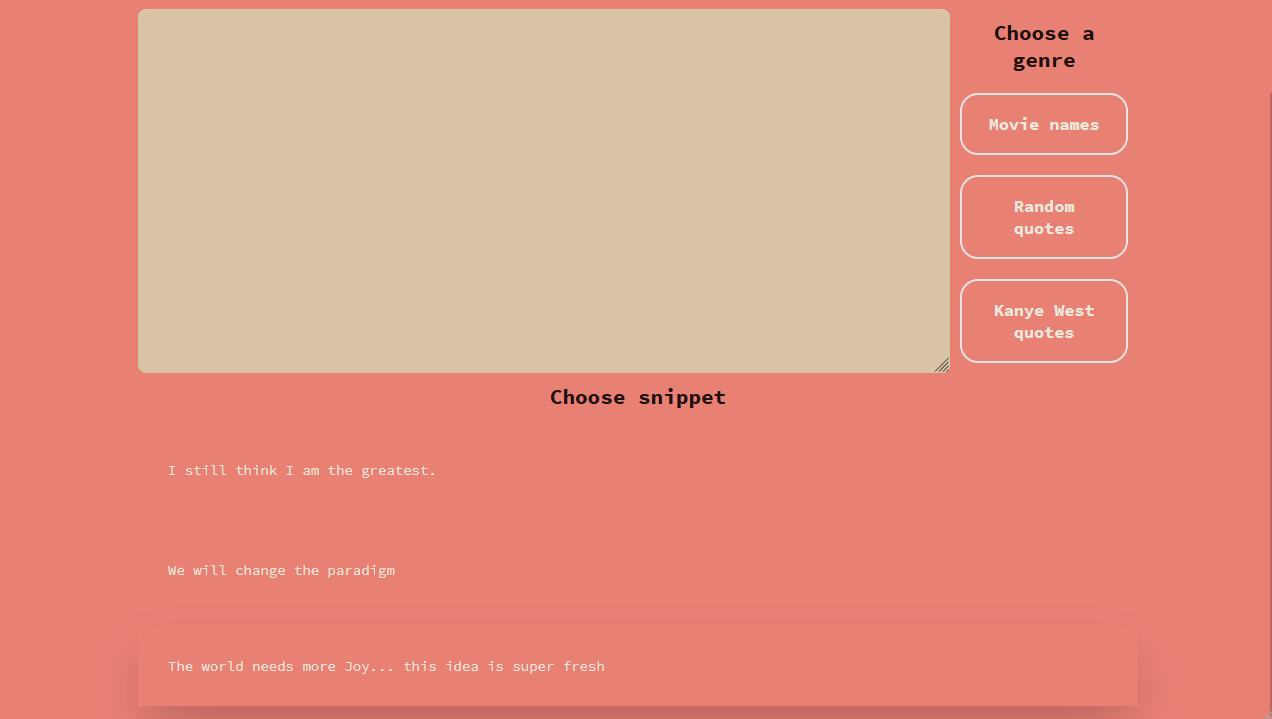 Choose a
genre
Movie names
Random
quotes
Kanye West
quotes
Choose snippet
I still think I am the greatest.
We will change the paradigm
The world needs more Joy... this idea is super fresh